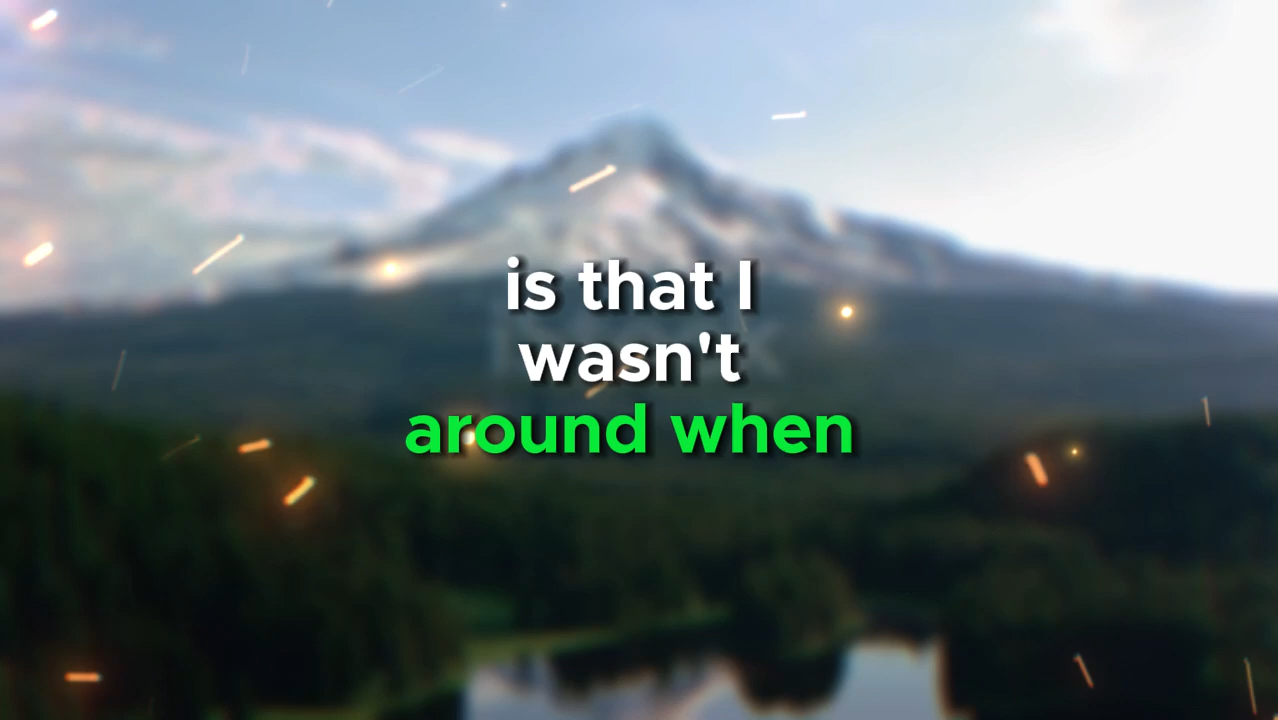 is that I
wasn't
around when